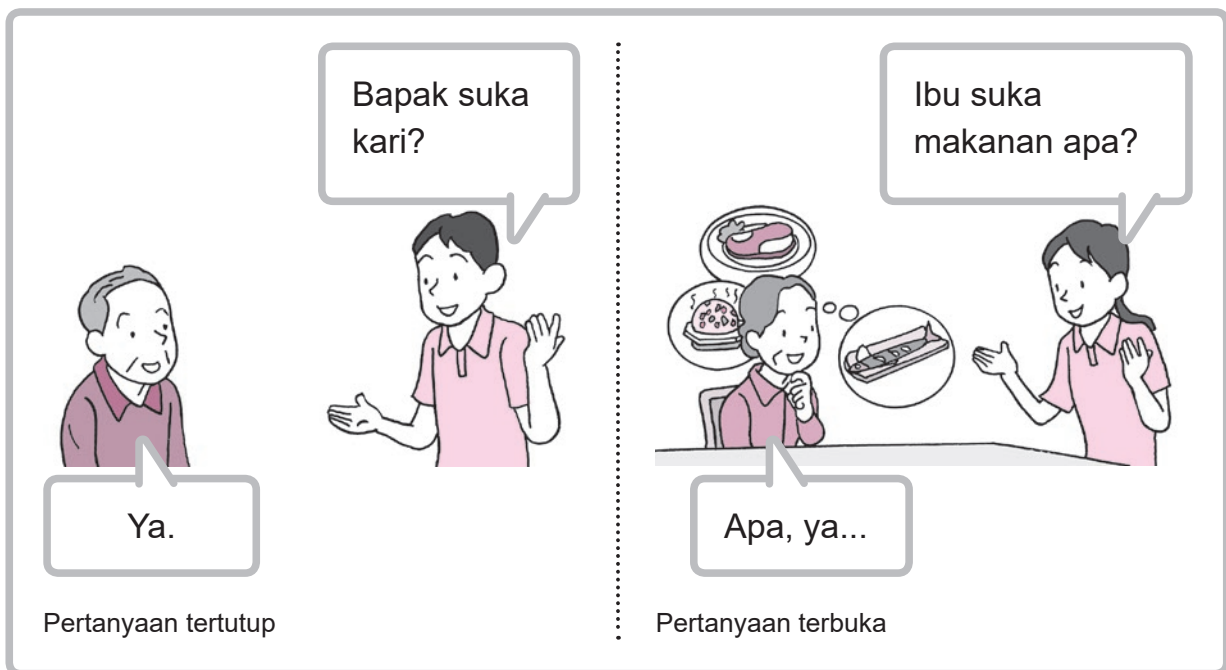 Bapak suka
kari?
Ya.
Pertanyaan tertutup
Ibu suka
makanan apa?
Apa, ya...
Pertanyaan terbuka